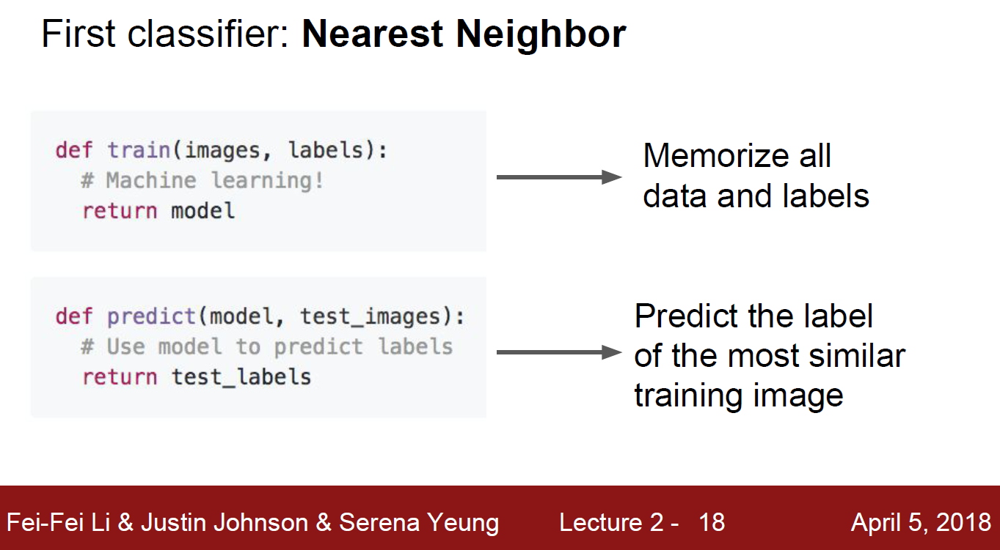 First classifier: Nearest Neighbor
def train(images, labels):
# Machine learning!
return model
Memorize all
data and labels
def predict(model, test_images):
# Use model to predict labels
return test_labels
Predict the label
of the most similar
training image
Fei-Fei Li & Justin Johnson & Serena Yeung Lecture 2 - 18 April 5, 2018